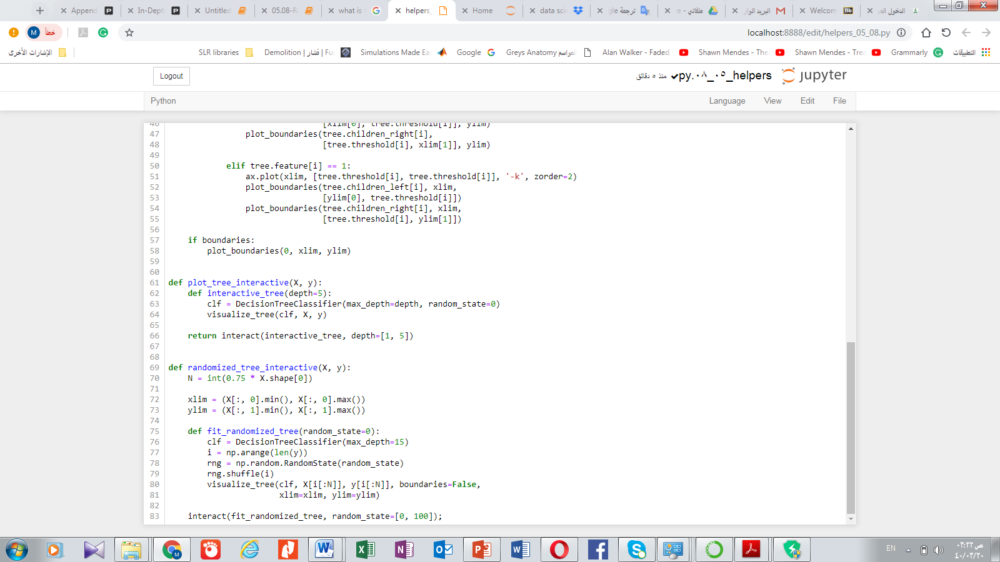 Append
In-Dept
Untitled
05.08-R
what is
helpers_
Home
data sci
ترجمة gle
ملفاتي - e
البريد الوار
Welcom
Bb
الدخول الم
M خطأ
localhost:8888/edit/helpers_05_08.py
الإشارات الأخرى
SLR libraries
Demolition | فُشار | Fu
Simulations Made Ea
Google
Greys Anatomy المواسم
Alan Walker - Faded
Shawn Mendes - The
Shawn Mendes - Trea
Grammarly
التطبيقات
Logout
منذ ٥ دقائق
py.٠٨_٠٥_helpers
jupyter
Python
Language View Edit File
46 [xlim[0], tree.threshold[i]], ylim)
47 plot_boundaries(tree.children_right[i],
48 [tree.threshold[i], xlim[1]], ylim)
49
50 elif tree.feature[i] == 1:
51 ax.plot(xlim, [tree.threshold[i], tree.threshold[i]], '-k', zorder=2)
52 plot_boundaries(tree.children_left[i], xlim,
53 [ylim[0], tree.threshold[i]])
54 plot_boundaries(tree.children_right[i], xlim,
55 [tree.threshold[i], ylim[1]])
56
57 if boundaries:
58 plot_boundaries(0, xlim, ylim)
59
60
61 def plot_tree_interactive(X, y):
62 def interactive_tree(depth=5):
63 clf = DecisionTreeClassifier(max_depth=depth, random_state=0)
64 visualize_tree(clf, X, y)
65
66 return interact(interactive_tree, depth=[1, 5])
67
68
69 def randomized_tree_interactive(X, y):
70 N = int(0.75 * X.shape[0])
71
72 xlim = (X[:, 0].min(), X[:, 0].max())
73 ylim = (X[:, 1].min(), X[:, 1].max())
74
75 def fit_randomized_tree(random_state=0):
76 clf = DecisionTreeClassifier(max_depth=15)
77 i = np.arange(len(y))
78 rng = np.random.RandomState(random_state)
79 rng.shuffle(i)
80 visualize_tree(clf, X[i[:N]], y[i[:N]], boundaries=False,
81 xlim=xlim, ylim=ylim)
82
83 interact(fit_randomized_tree, random_state=[0, 100]);
EN
٠٣:٢٢ ص
٤٠/٠٣/٢٠